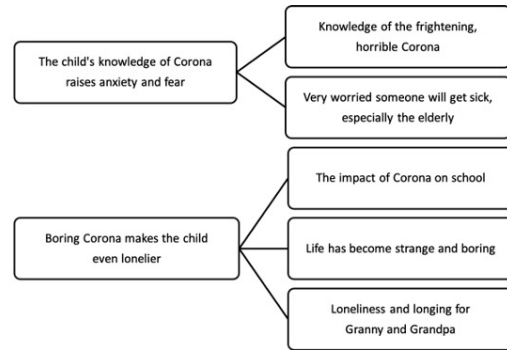 The child's knowledge of Corona
raises anxiety and fear
Knowledge of the frightening,
horrible Corona
Very worried someone will get sick,
especially the elderly
Boring Corona makes the child
even lonelier
The impact of Corona on school
Life has become strange and boring
Loneliness and longing for
Granny and Grandpa